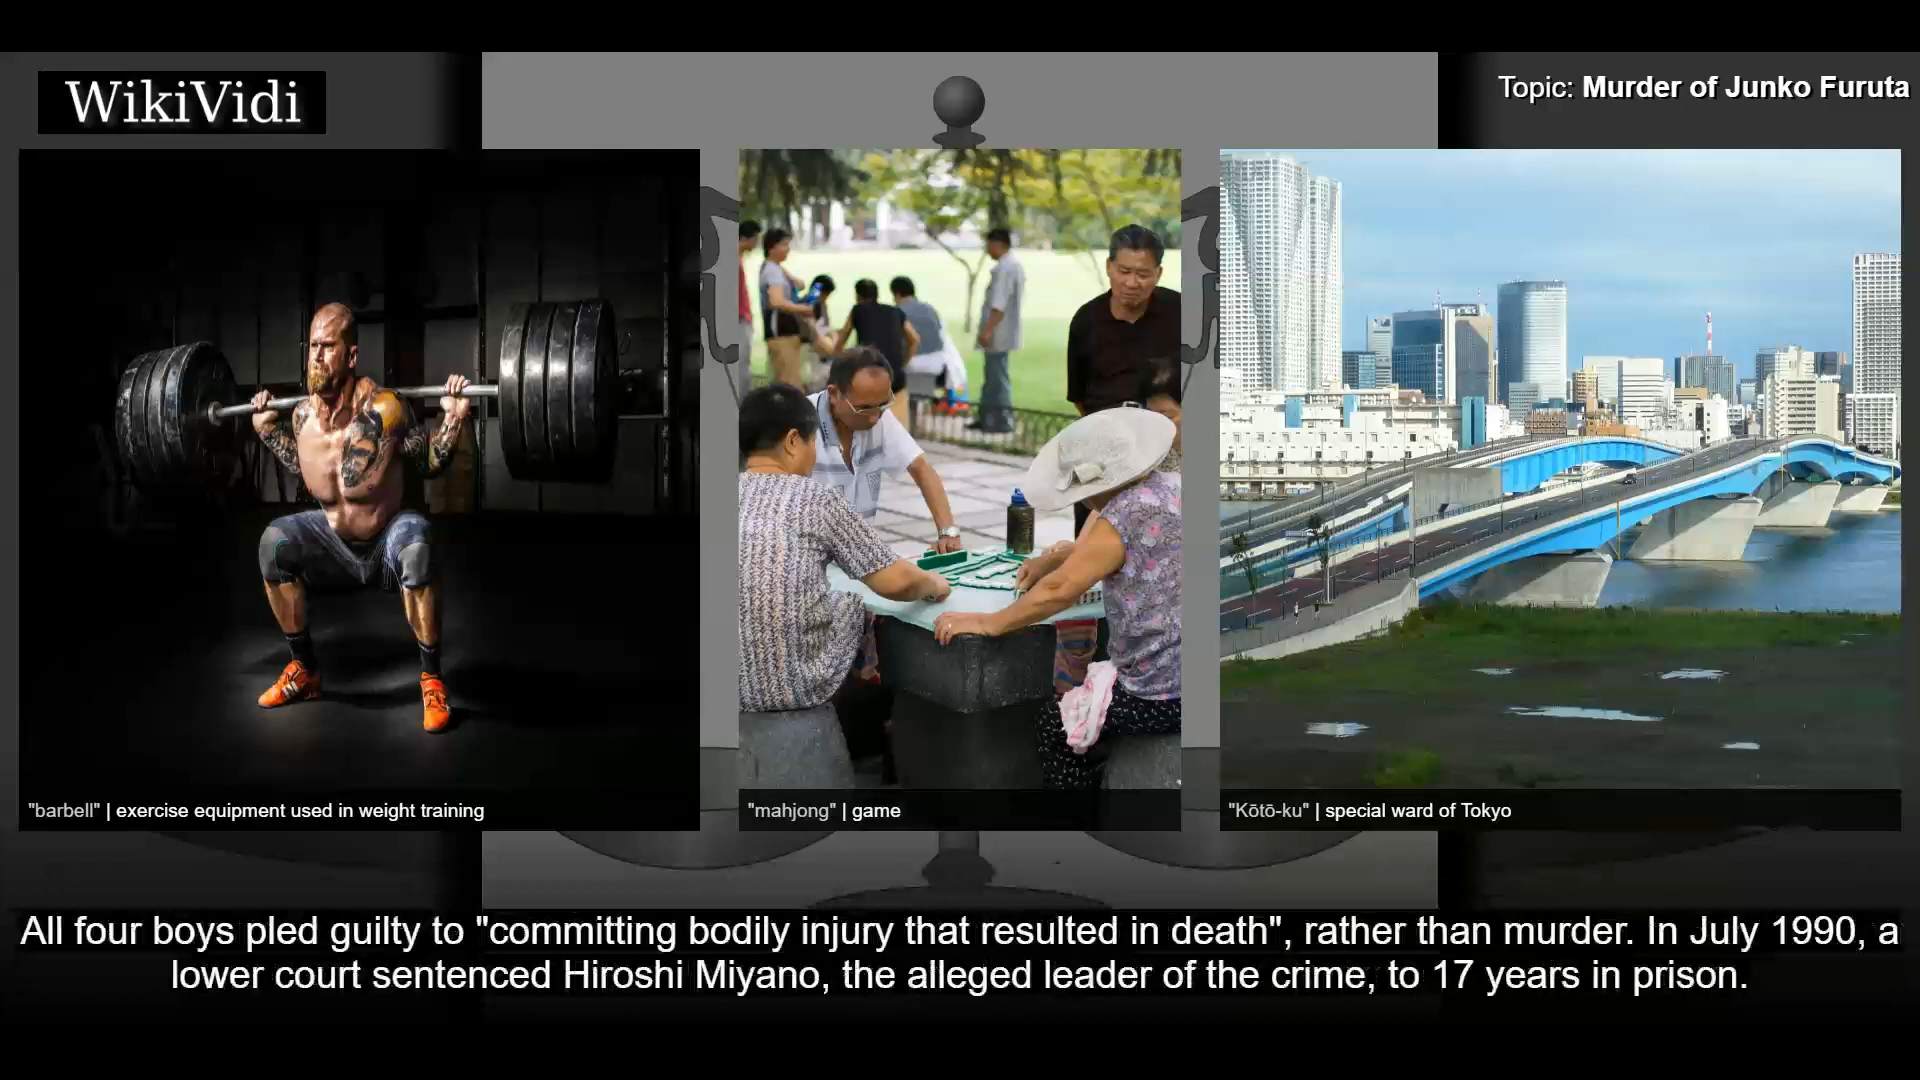 WikiVidi
Topic: Murder of Junko Furuta
"barbell" | exercise equipment used in weight training
"mahjong" | game
"Kōtō-ku" | special ward of Tokyo
All four boys pled guilty to "committing bodily injury that resulted in death", rather than murder. In July 1990, a
lower court sentenced Hiroshi Miyano, the alleged leader of the crime, to 17 years in prison.